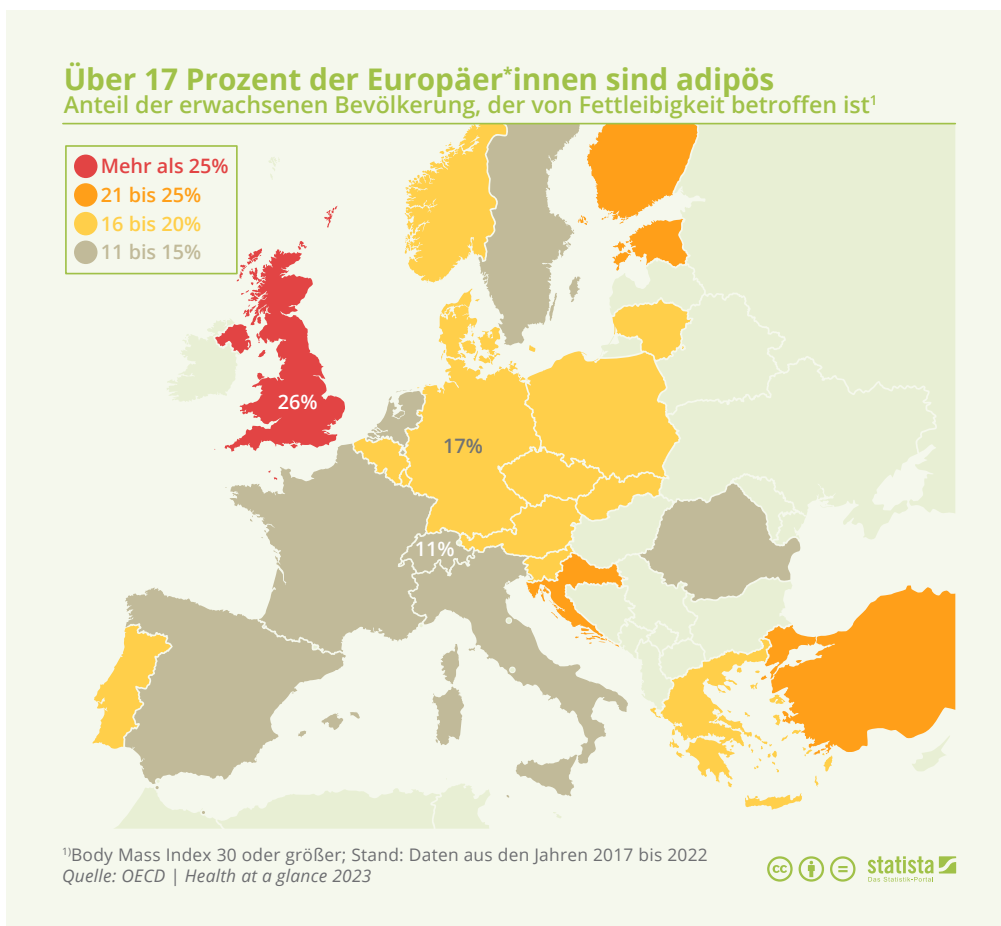 Über 17 Prozent der Europäer*innen sind adipös
Anteil der erwachsenen Bevölkerung, der von Fettleibigkeit betroffen ist¹
Mehr als 25%
21 bis 25%
16 bis 20%
11 bis 15%
26%
17%
11%
¹⁾Body Mass Index 30 oder größer; Stand: Daten aus den Jahren 2017 bis 2022
Quelle: OECD | Health at a glance 2023
cc
statista
Das Statistik-Portal